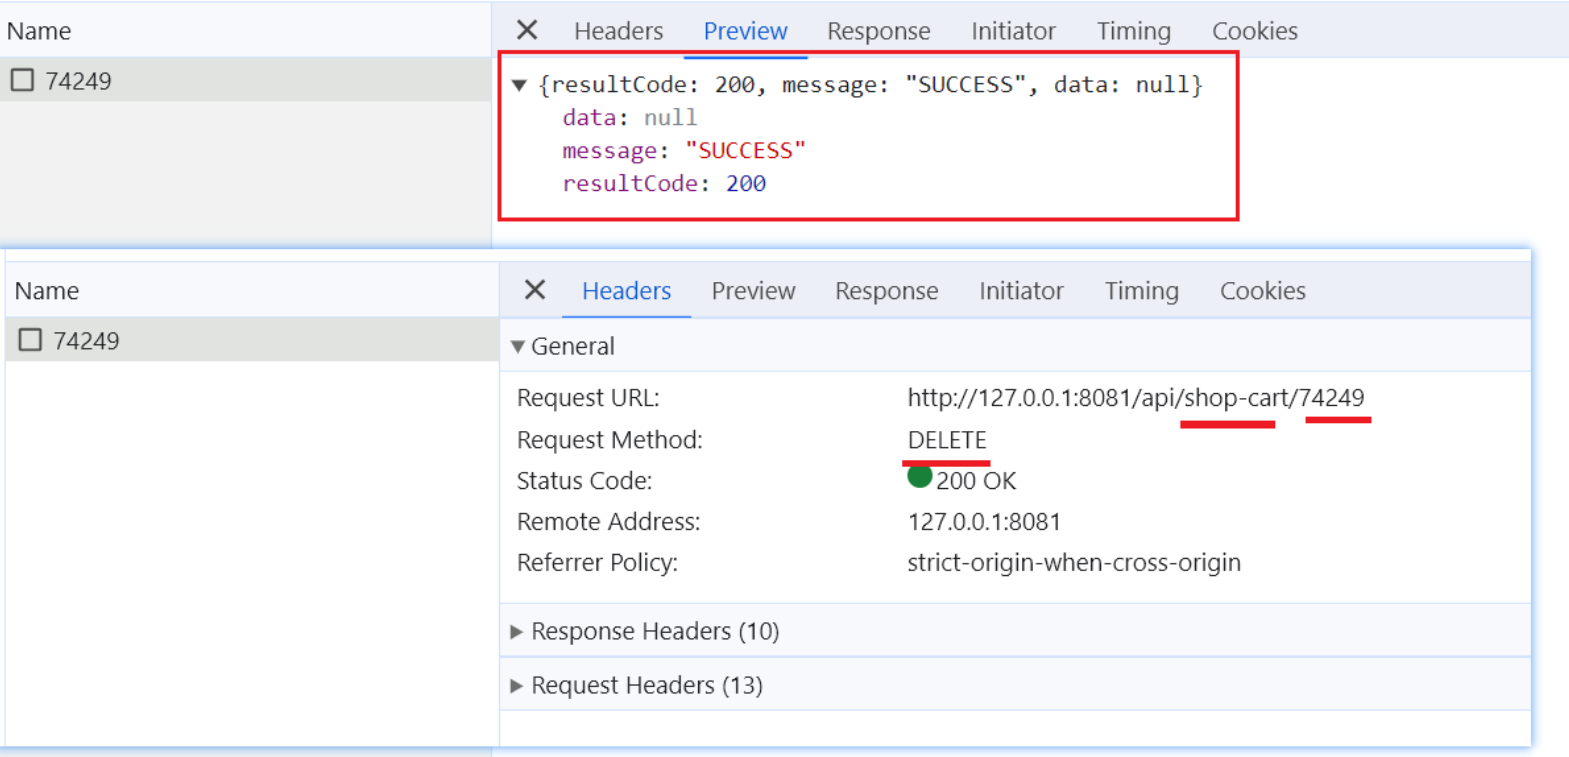 Name
Headers Preview Response Initiator Timing Cookies
74249
{resultCode: 200, message: "SUCCESS", data: null}
data: null
message: "SUCCESS"
resultCode: 200
Name
Headers Preview Response Initiator Timing Cookies
74249
General
Request URL: http://127.0.0.1:8081/api/shop-cart/74249
Request Method: DELETE
Status Code: 200 OK
Remote Address: 127.0.0.1:8081
Referrer Policy: strict-origin-when-cross-origin
Response Headers (10)
Request Headers (13)